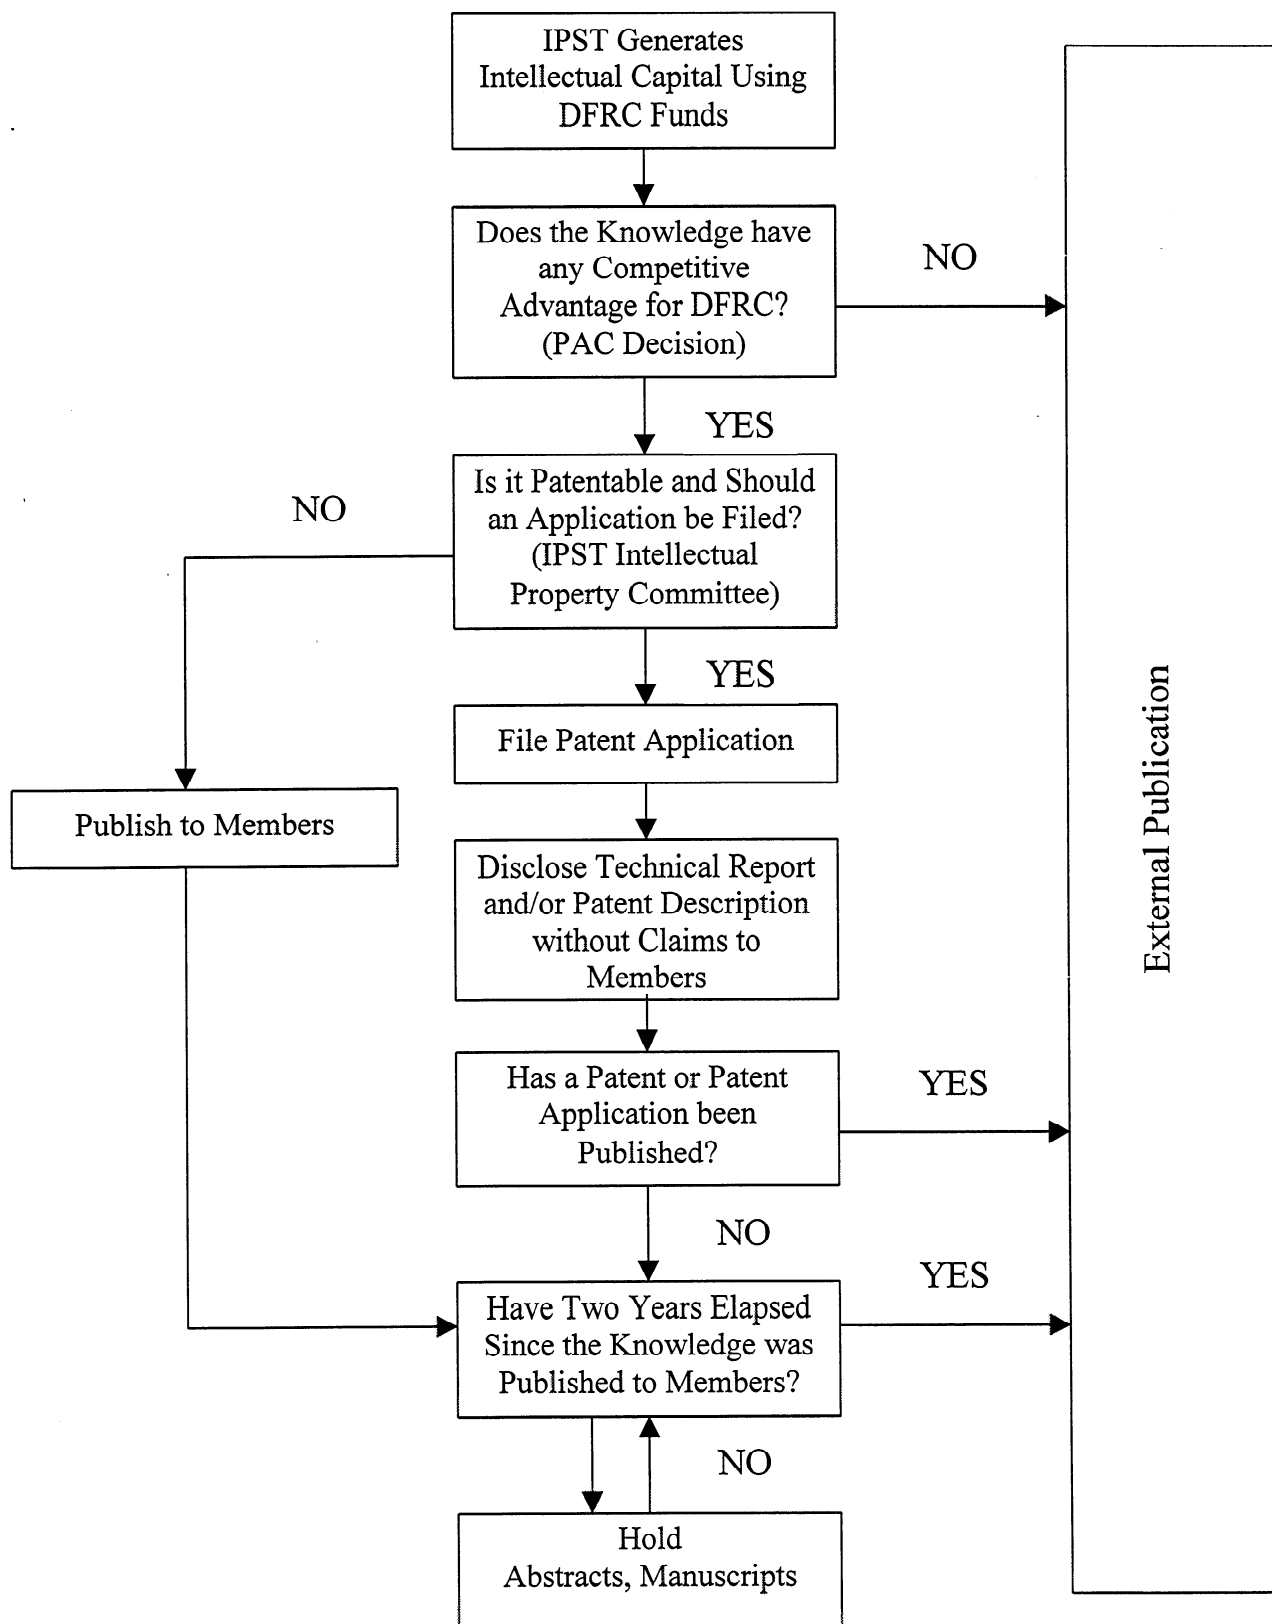 IPST Generates
Intellectual Capital Using
DFRC Funds
Does the Knowledge have
any Competitive
Advantage for DFRC?
(PAC Decision)
NO
YES
Is it Patentable and Should
an Application be Filed?
(IPST Intellectual
Property Committee)
NO
YES
File Patent Application
Publish to Members
Disclose Technical Report
and/or Patent Description
without Claims to
Members
External Publication
Has a Patent or Patent
Application been
Published?
YES
NO
Have Two Years Elapsed
Since the Knowledge was
Published to Members?
YES
NO
Hold
Abstracts, Manuscripts